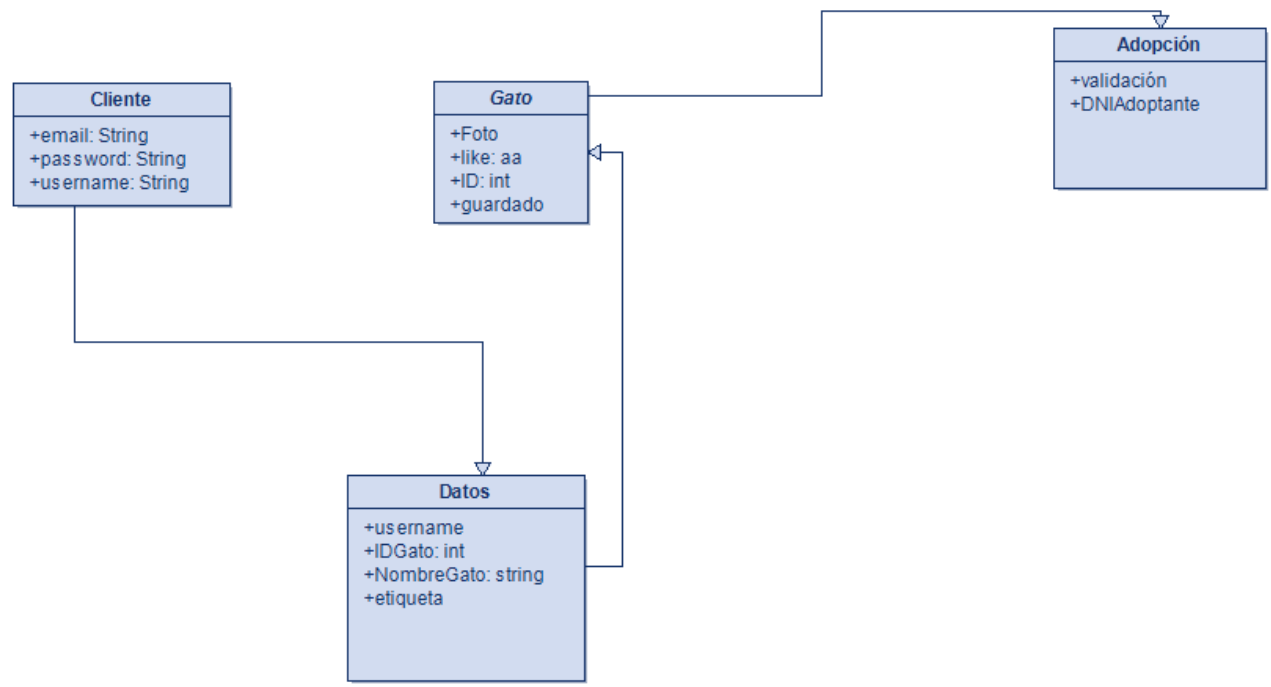 Cliente
+email: String
+password: String
+username: String
Gato
+Foto
+like: aa
+ID: int
+guardado
Adopción
+validación
+DNIAdoptante
Datos
+username
+IDGato: int
+NombreGato: string
+etiqueta